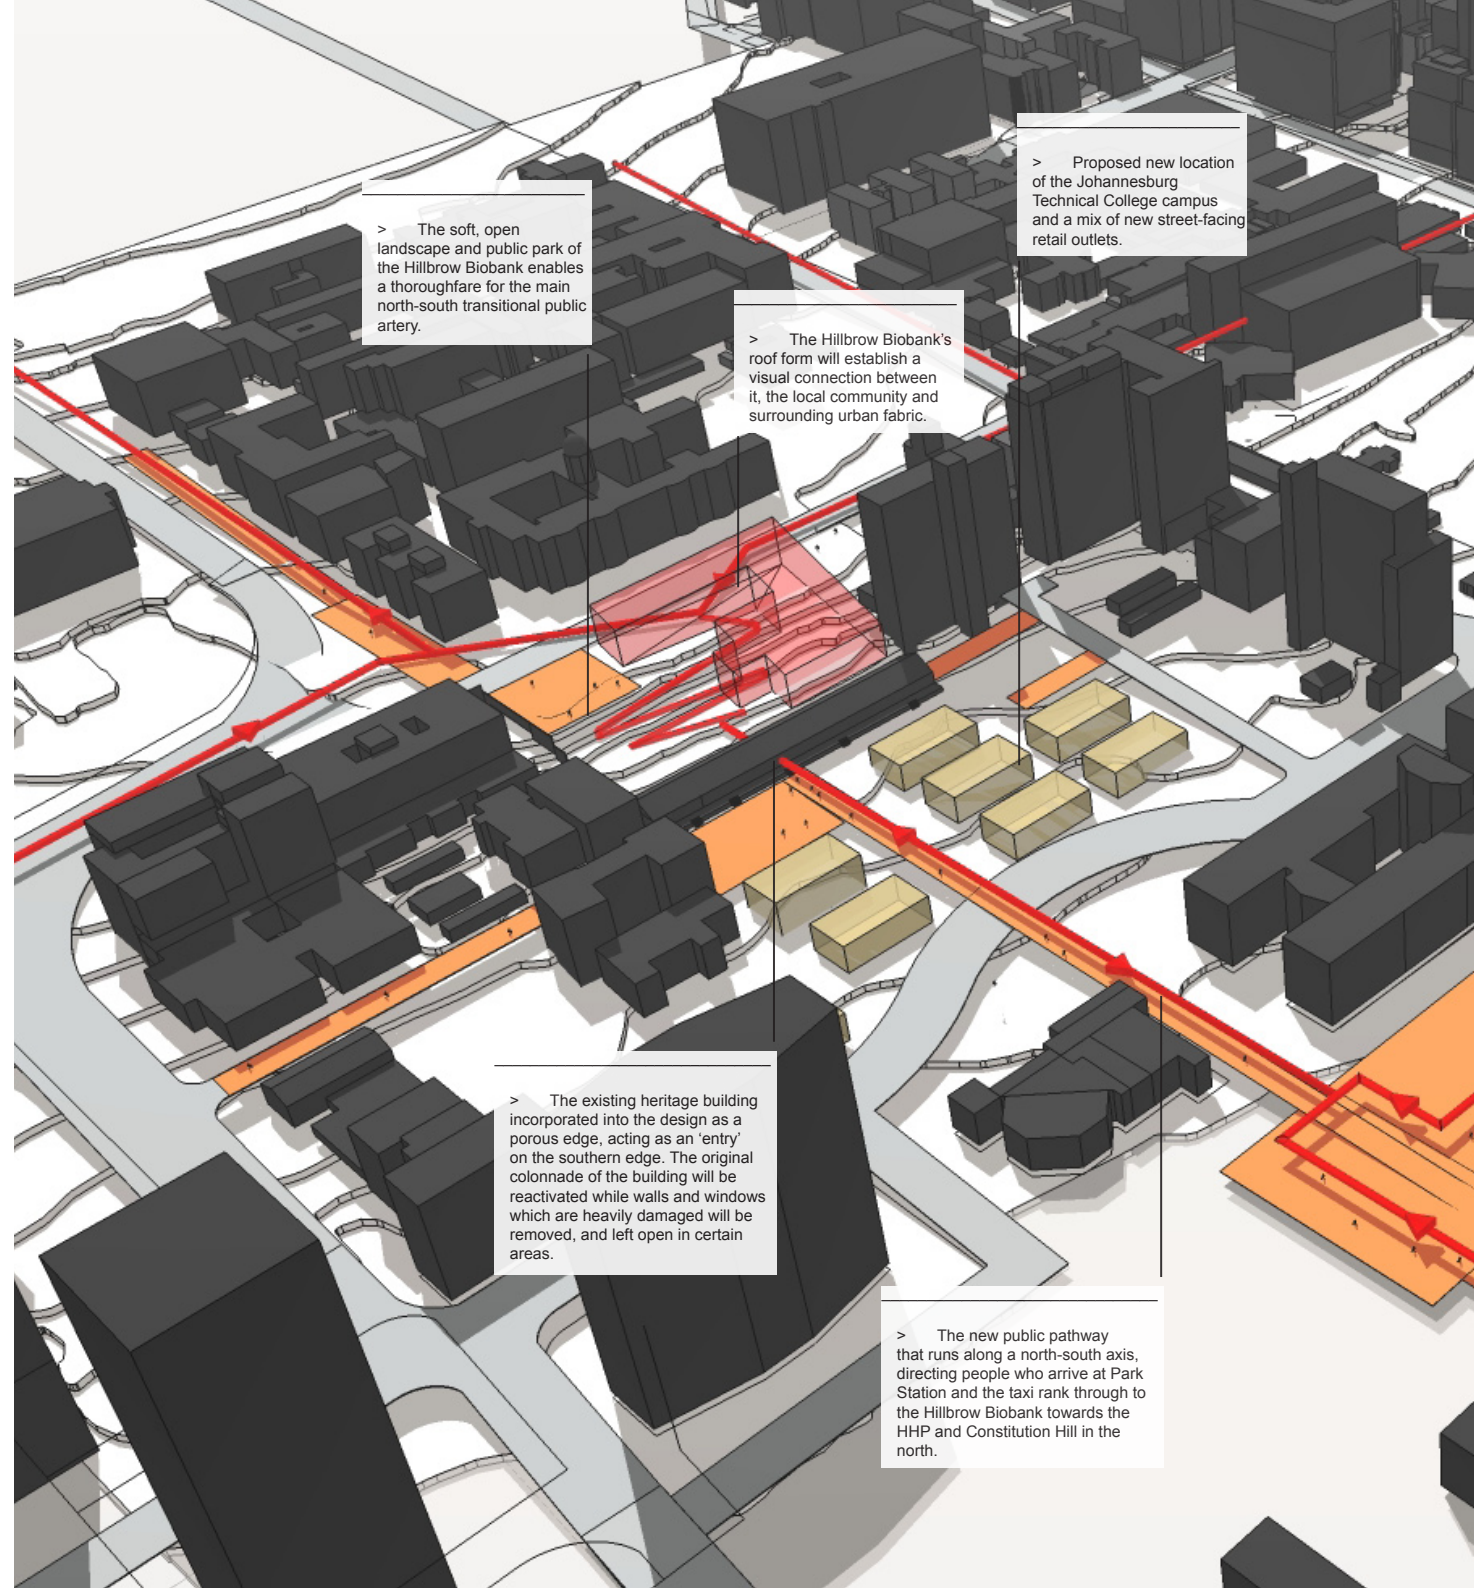 > Proposed new location
of the Johannesburg
Technical College campus
and a mix of new street-facing
retail outlets.
> The soft, open
landscape and public park of
the Hillbrow Biobank enables
a thoroughfare for the main
north-south transitional public
artery.
> The Hillbrow Biobank’s
roof form will establish a
visual connection between
it, the local community and
surrounding urban fabric.
> The existing heritage building
incorporated into the design as a
porous edge, acting as an ‘entry’
on the southern edge. The original
colonnade of the building will be
reactivated while walls and windows
which are heavily damaged will be
removed, and left open in certain
areas.
> The new public pathway
that runs along a north-south axis,
directing people who arrive at Park
Station and the taxi rank through to
the Hillbrow Biobank towards the
HHP and Constitution Hill in the
north.